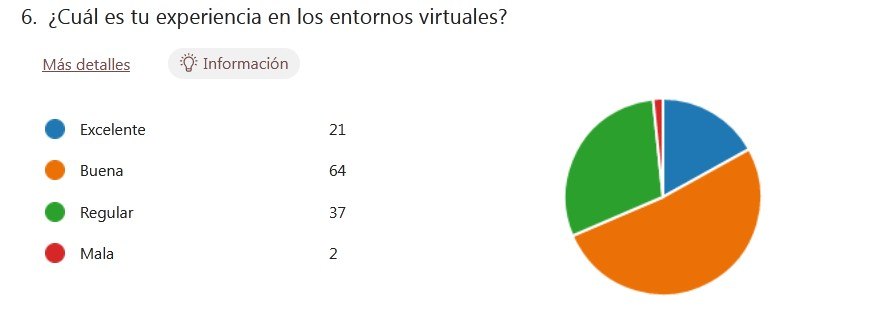 6. ¿Cuál es tu experiencia en los entornos virtuales?
Más detalles Información
Excelente 21
Buena 64
Regular 37
Mala 2